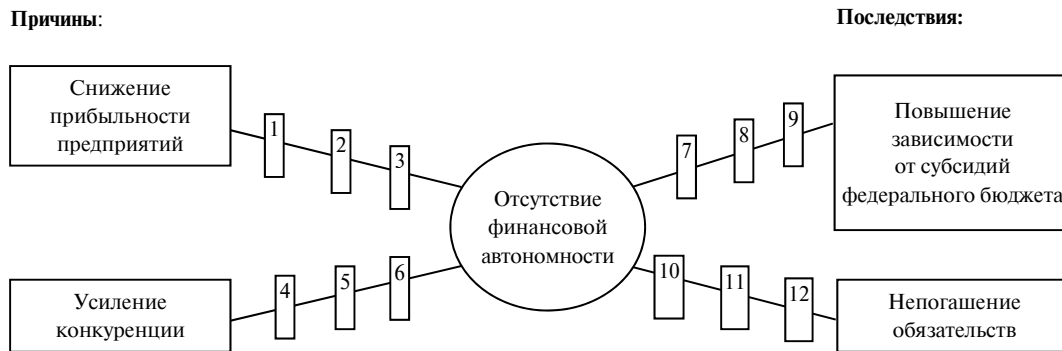 Причины:
Последствия:
Снижение
прибыльности
предприятий
1
2
3
Усиление
конкуренции
4
5
6
Отсутствие
финансовой
автономности
7
8
9
Повышение
зависимости
от субсидий
федерального бюджета
10
11
12
Непогашение
обязательств